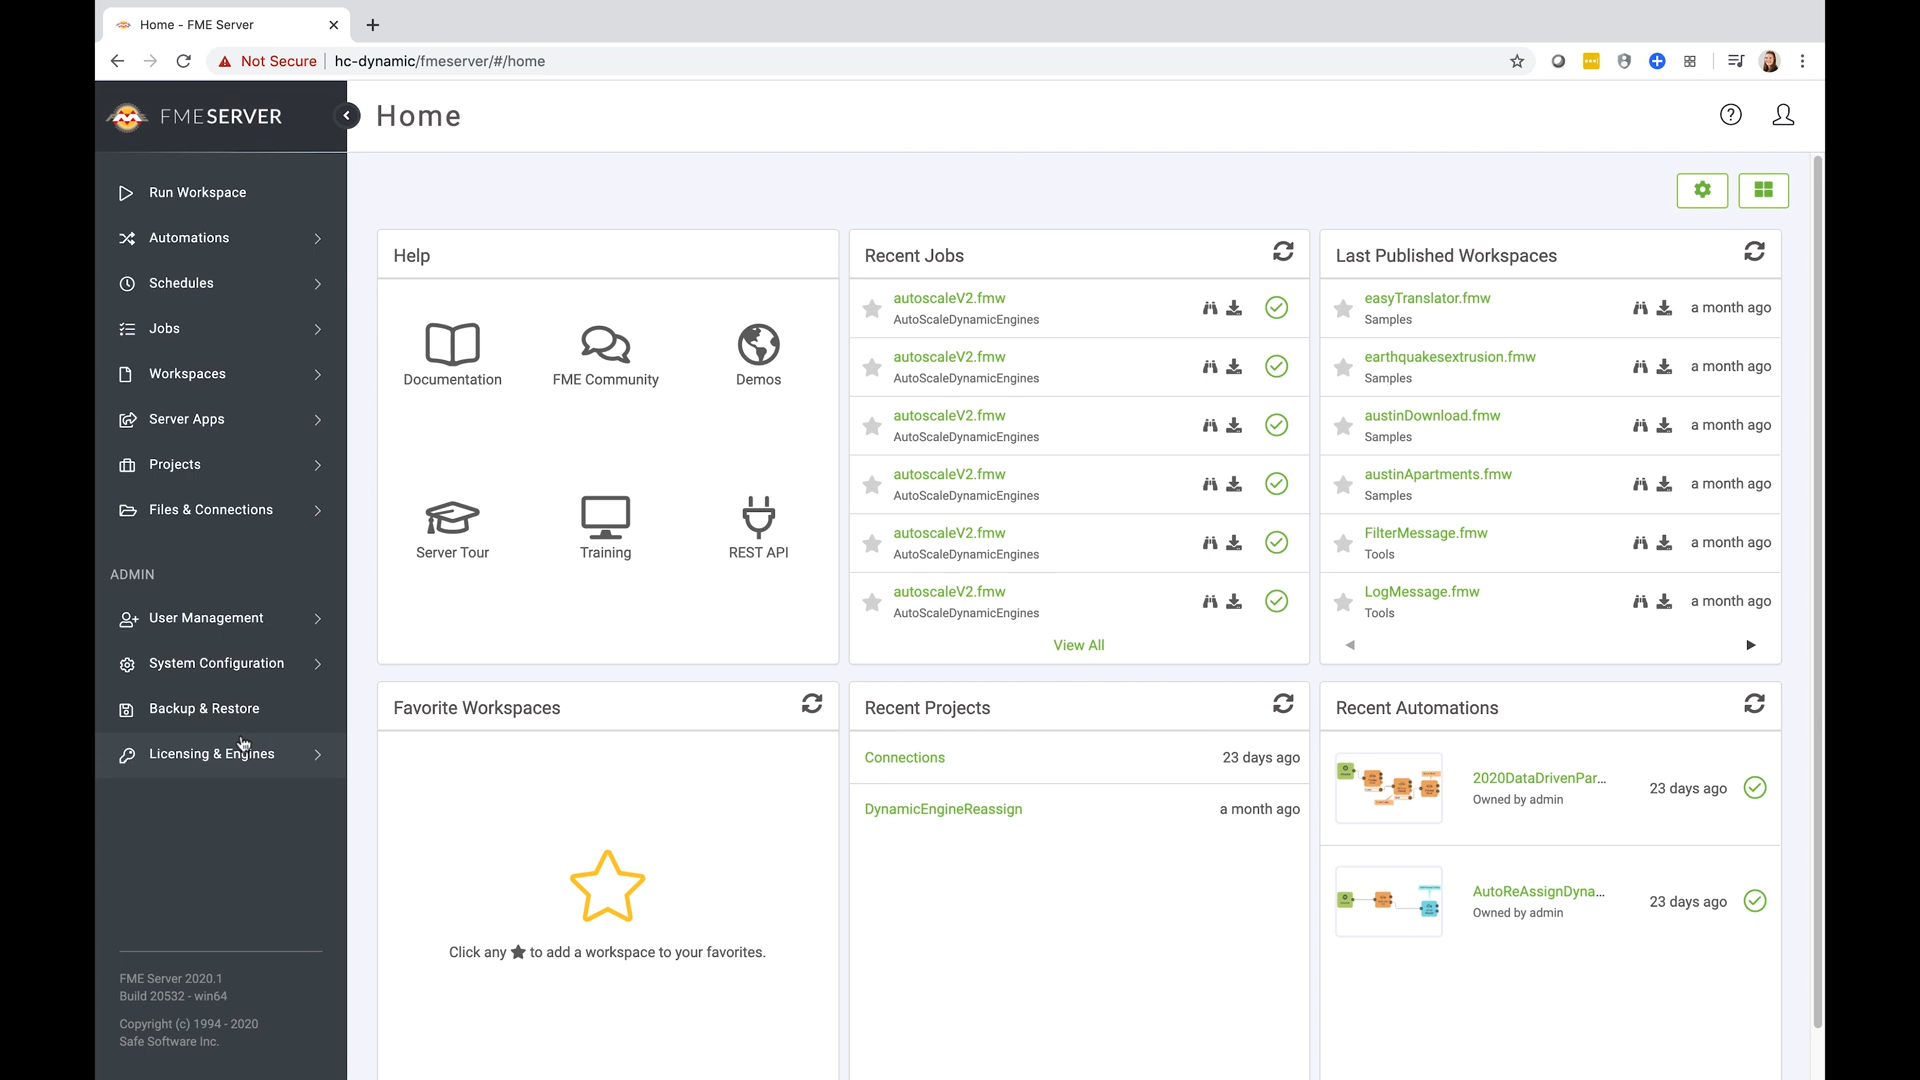 Home - FME Server
Not Secure
hc-dynamic/fmeserver/#/home
FMESERVER
Home
Run Workspace
Automations
Schedules
Jobs
Workspaces
Server Apps
Projects
Files & Connections
ADMIN
User Management
System Configuration
Backup & Restore
Licensing & Engines
FME Server 2020.1
Build 20532 - win64
Copyright (c) 1994 - 2020
Safe Software Inc.
Help
Documentation
FME Community
Demos
Server Tour
Training
REST API
Recent Jobs
autoscaleV2.fmw
AutoScaleDynamicEngines
autoscaleV2.fmw
AutoScaleDynamicEngines
autoscaleV2.fmw
AutoScaleDynamicEngines
autoscaleV2.fmw
AutoScaleDynamicEngines
autoscaleV2.fmw
AutoScaleDynamicEngines
autoscaleV2.fmw
AutoScaleDynamicEngines
View All
Last Published Workspaces
easyTranslator.fmw
Samples
a month ago
earthquakesextrusion.fmw
Samples
a month ago
austinDownload.fmw
Samples
a month ago
austinApartments.fmw
Samples
a month ago
FilterMessage.fmw
Tools
a month ago
LogMessage.fmw
Tools
a month ago
Favorite Workspaces
Click any ★ to add a workspace to your favorites.
Recent Projects
Connections 23 days ago
DynamicEngineReassign a month ago
Recent Automations
2020DataDrivenPar...
Owned by admin
23 days ago
AutoReAssignDyna...
Owned by admin
23 days ago